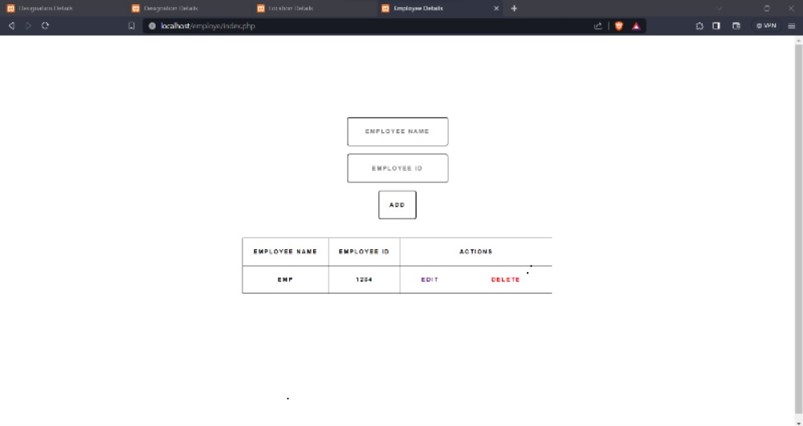 Designation Details
Designation Details
Location Details
Employee Details
localhost/employe/index.php
VPN
EMPLOYEE NAME
EMPLOYEE ID
ADD
EMPLOYEE NAME EMPLOYEE ID ACTIONS
EMP 1234 EDIT DELETE